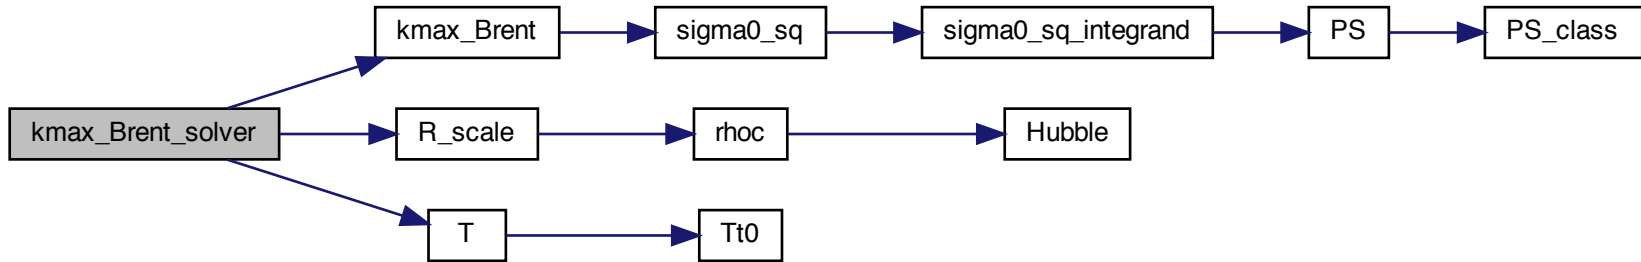 kmax_Brent
sigma0_sq
sigma0_sq_integrand
PS
PS_class
kmax_Brent_solver
R_scale
rhoc
Hubble
T
Tt0